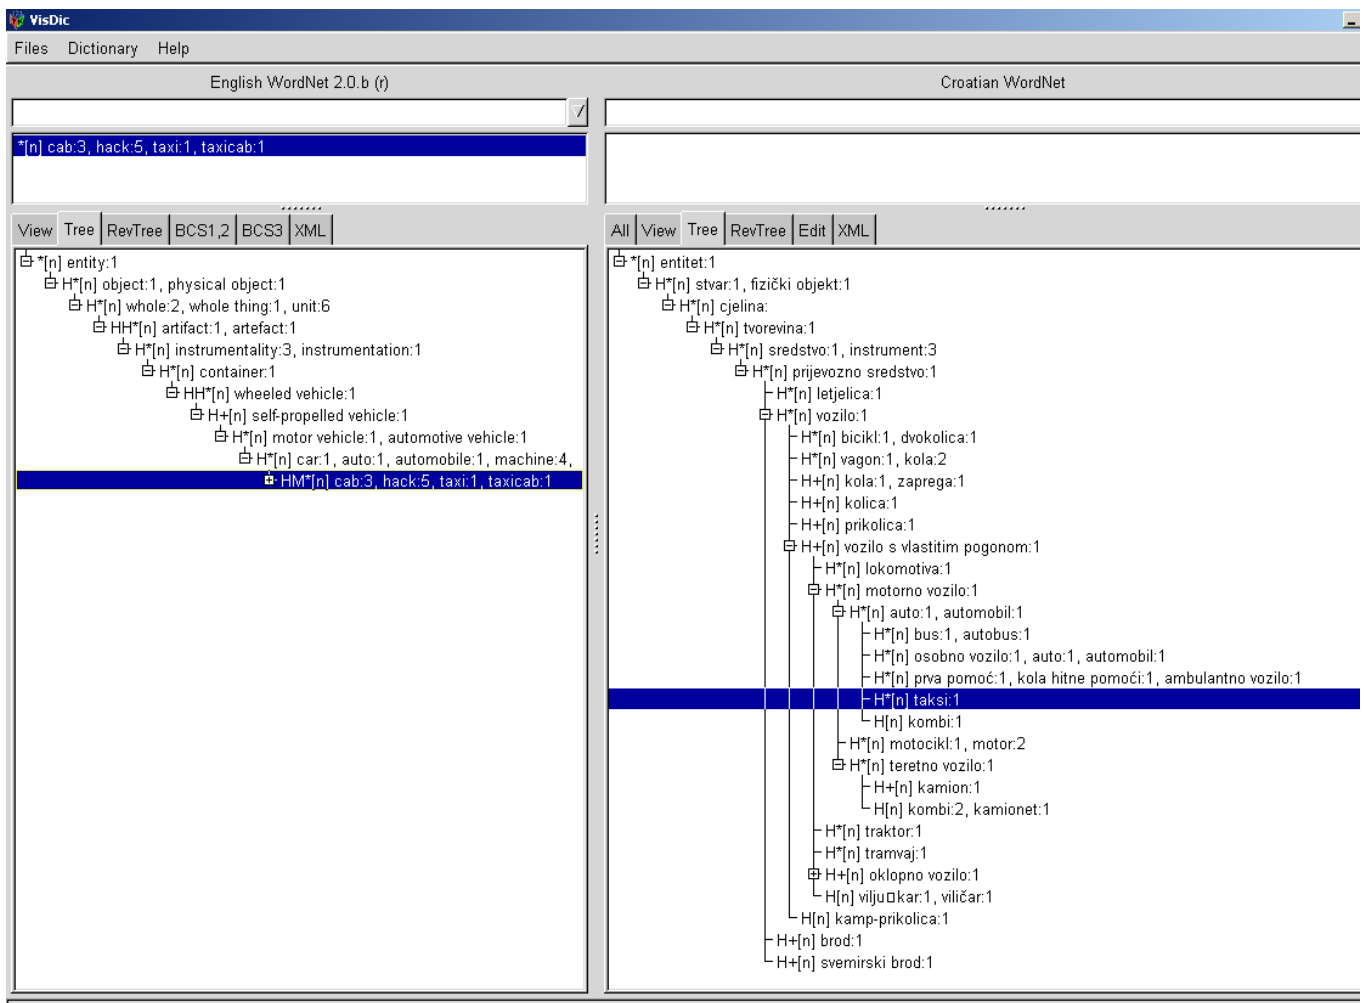 VisDic
Files Dictionary Help
English WordNet 2.0.b (r)
*[n] cab:3, hack:5, taxi:1, taxicab:1
View Tree RevTree BCS1,2 BCS3 XML
*[n] entity:1
H*[n] object:1, physical object:1
H*[n] whole:2, whole thing:1, unit:6
HH*[n] artifact:1, artefact:1
H*[n] instrumentality:3, instrumentation:1
H*[n] container:1
HH*[n] wheeled vehicle:1
H+[n] self-propelled vehicle:1
H*[n] motor vehicle:1, automotive vehicle:1
H*[n] car:1, auto:1, automobile:1, machine:4,
HM*[n] cab:3, hack:5, taxi:1, taxicab:1
Croatian WordNet
All View Tree RevTree Edit XML
*[n] entitet:1
H*[n] stvar:1, fizički objekt:1
H*[n] cjelina:
H*[n] tvorevina:1
H*[n] sredstvo:1, instrument:3
H*[n] prijevozno sredstvo:1
H*[n] letjelica:1
H*[n] vozilo:1
H*[n] bicikl:1, dvokolica:1
H*[n] vagon:1, kola:2
H+[n] kola:1, zaprega:1
H+[n] kolica:1
H+[n] prikolica:1
H+[n] vozilo s vlastitim pogonom:1
H*[n] lokomotiva:1
H*[n] motorno vozilo:1
H*[n] auto:1, automobil:1
H*[n] bus:1, autobus:1
H*[n] osobno vozilo:1, auto:1, automobil:1
H*[n] prva pomoć:1, kola hitne pomoći:1, ambulantno vozilo:1
H*[n] taksi:1
H[n] kombi:1
H*[n] motocikl:1, motor:2
H*[n] teretno vozilo:1
H+[n] kamion:1
H[n] kombi:2, kamionet:1
H*[n] traktor:1
H*[n] tramvaj:1
H+[n] oklopno vozilo:1
H[n] vilju□kar:1, viličar:1
H[n] kamp-prikolica:1
H+[n] brod:1
H+[n] svemirski brod:1